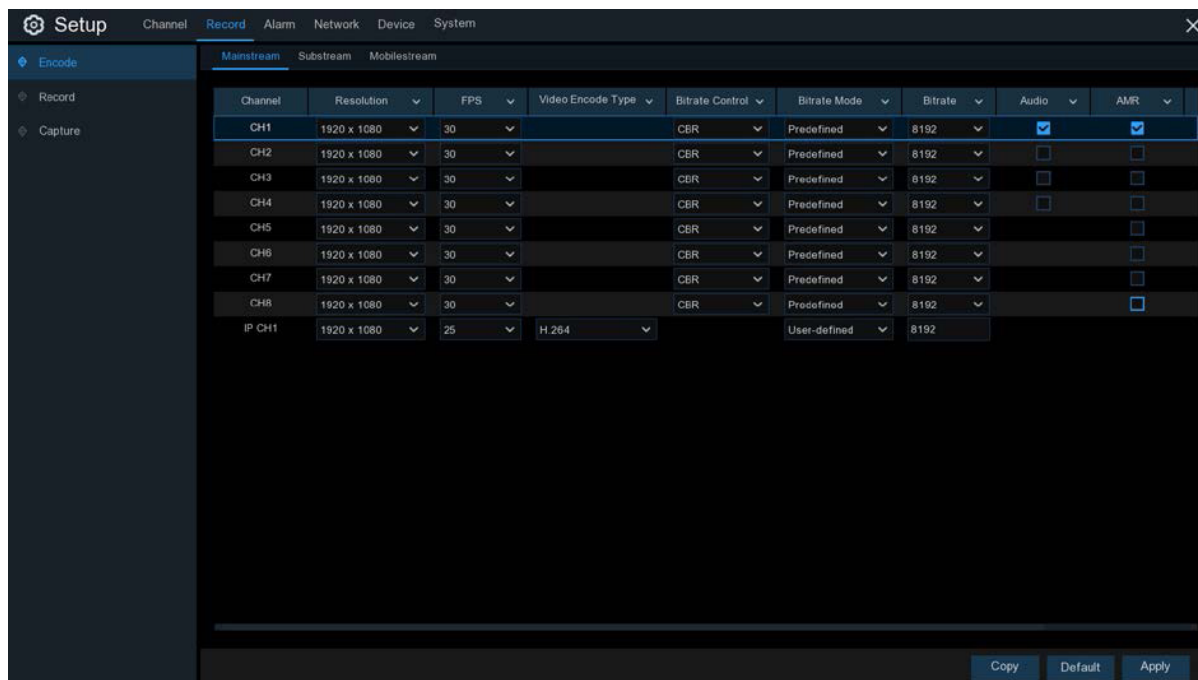 Setup Channel Record Alarm Network Device System
Encode
Record
Capture
Mainstream Substream Mobilestream
Channel Resolution FPS Video Encode Type Bitrate Control Bitrate Mode Bitrate Audio AMR
CH1 1920 x 1080 30 CBR Predefined 8192
CH2 1920 x 1080 30 CBR Predefined 8192
CH3 1920 x 1080 30 CBR Predefined 8192
CH4 1920 x 1080 30 CBR Predefined 8192
CH5 1920 x 1080 30 CBR Predefined 8192
CH6 1920 x 1080 30 CBR Predefined 8192
CH7 1920 x 1080 30 CBR Predefined 8192
CH8 1920 x 1080 30 CBR Predefined 8192
IP CH1 1920 x 1080 25 H.264 User-defined 8192
Copy Default Apply